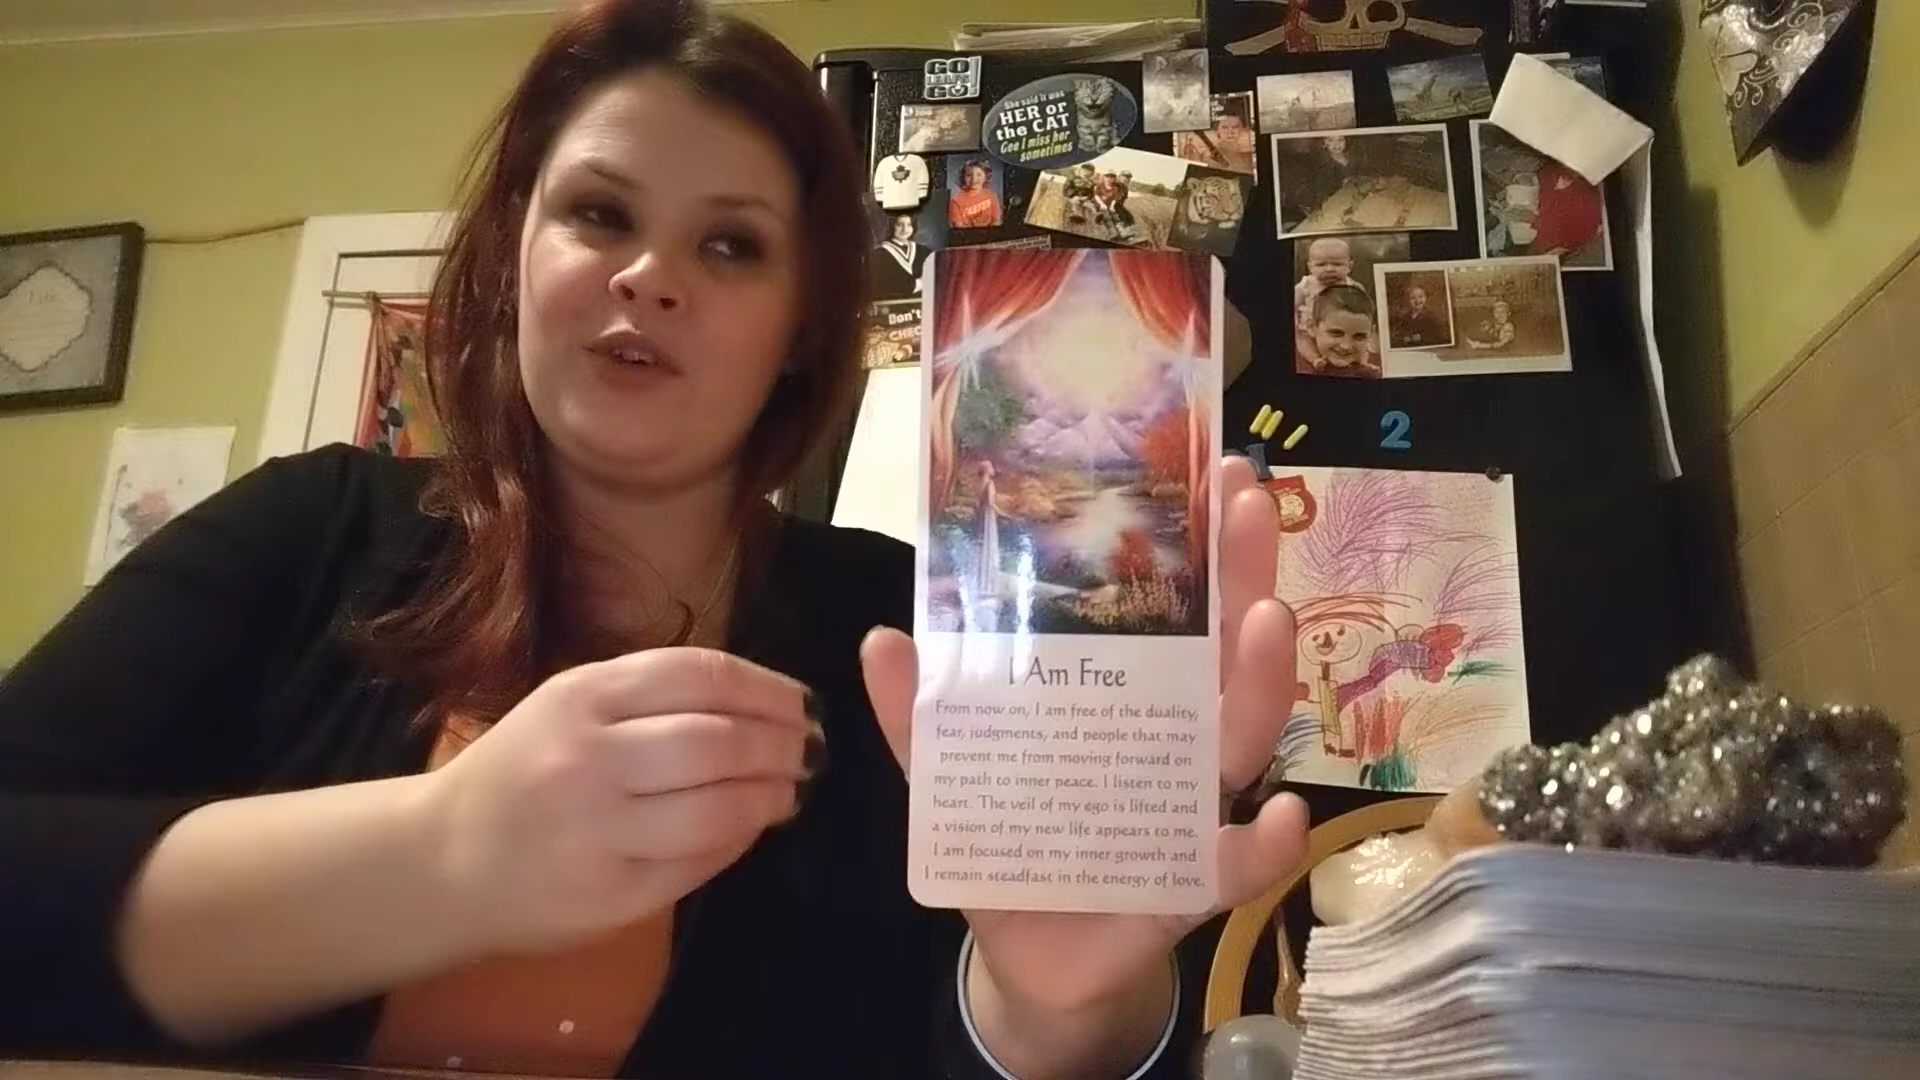 GO
LEAFS
GO!
She said it was
HER or
the CAT
Gee I miss her
sometimes
Don't
CHEC
2
I Am Free
From now on, I am free of the duality,
fear, judgments, and people that may
prevent me from moving forward on
my path to inner peace. I listen to my
heart. The veil of my ego is lifted and
a vision of my new life appears to me.
I am focused on my inner growth and
I remain steadfast in the energy of love.